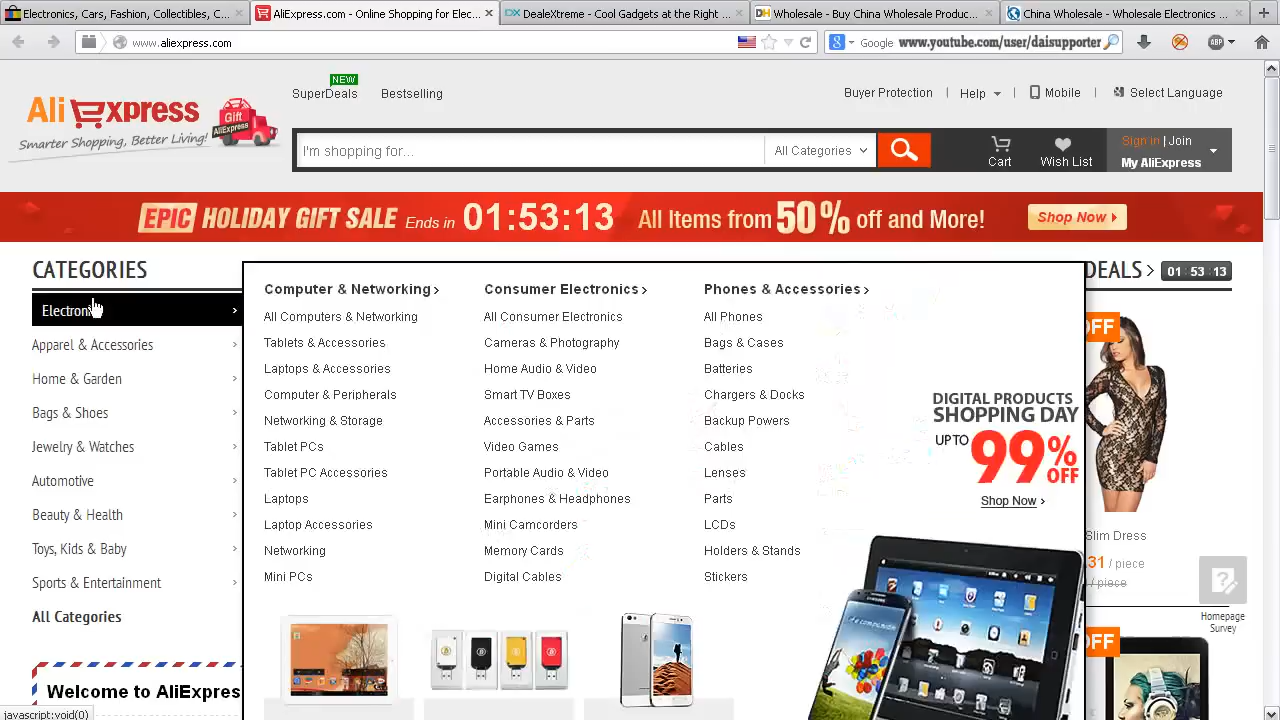 Electronics, Cars, Fashion, Collectibles, C...
AliExpress.com - Online Shopping for Elec...
DealeXtreme - Cool Gadgets at the Right ...
Wholesale - Buy China Wholesale Product...
China Wholesale - Wholesale Electronics ...
www.aliexpress.com
Google
www.youtube.com/user/daisupporter
ABP
NEW
SuperDeals
Bestselling
Buyer Protection
Help
Mobile
Select Language
AliExpress
Smarter Shopping, Better Living!
Gift
AliExpress
I'm shopping for...
All Categories
Cart
Wish List
Sign in | Join
My AliExpress
EPIC HOLIDAY GIFT SALE Ends in 01:53:13 All Items from 50% off and More!
Shop Now
CATEGORIES
Electroni
Apparel & Accessories
Home & Garden
Bags & Shoes
Jewelry & Watches
Automotive
Beauty & Health
Toys, Kids & Baby
Sports & Entertainment
All Categories
Welcome to AliExpres
javascript:void(0)
Computer & Networking
All Computers & Networking
Tablets & Accessories
Laptops & Accessories
Computer & Peripherals
Networking & Storage
Tablet PCs
Tablet PC Accessories
Laptops
Laptop Accessories
Networking
Mini PCs
Consumer Electronics
All Consumer Electronics
Cameras & Photography
Home Audio & Video
Smart TV Boxes
Accessories & Parts
Video Games
Portable Audio & Video
Earphones & Headphones
Mini Camcorders
Memory Cards
Digital Cables
Phones & Accessories
All Phones
Bags & Cases
Batteries
Chargers & Docks
Backup Powers
Cables
Lenses
Parts
LCDs
Holders & Stands
Stickers
DIGITAL PRODUCTS
SHOPPING DAY
UP TO 99% OFF
Shop Now
DEALS
01 : 53 : 13
OFF
Slim Dress
31 / piece
/ piece
OFF
Homepage
Survey